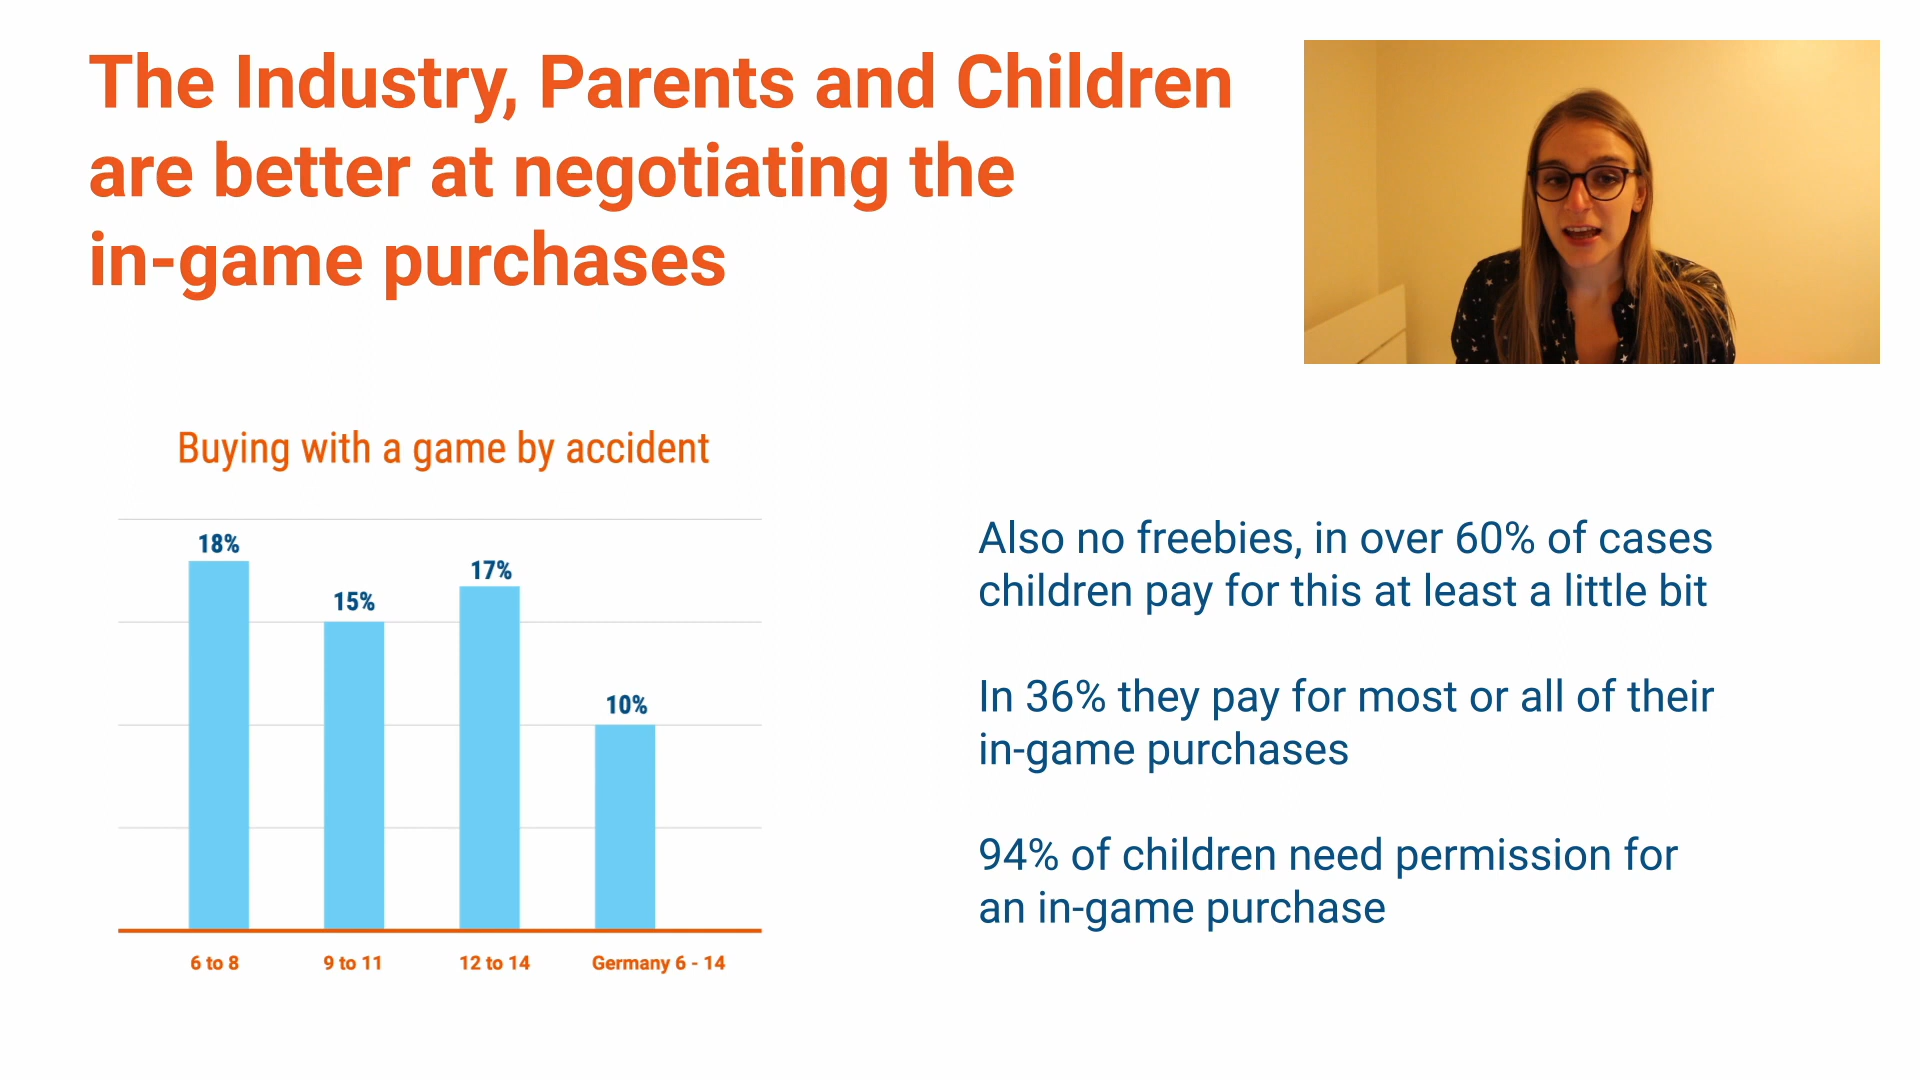 The Industry, Parents and Children
are better at negotiating the
in-game purchases
Buying with a game by accident
18%
15%
17%
10%
6 to 8
9 to 11
12 to 14
Germany 6 - 14
Also no freebies, in over 60% of cases
children pay for this at least a little bit
In 36% they pay for most or all of their
in-game purchases
94% of children need permission for
an in-game purchase